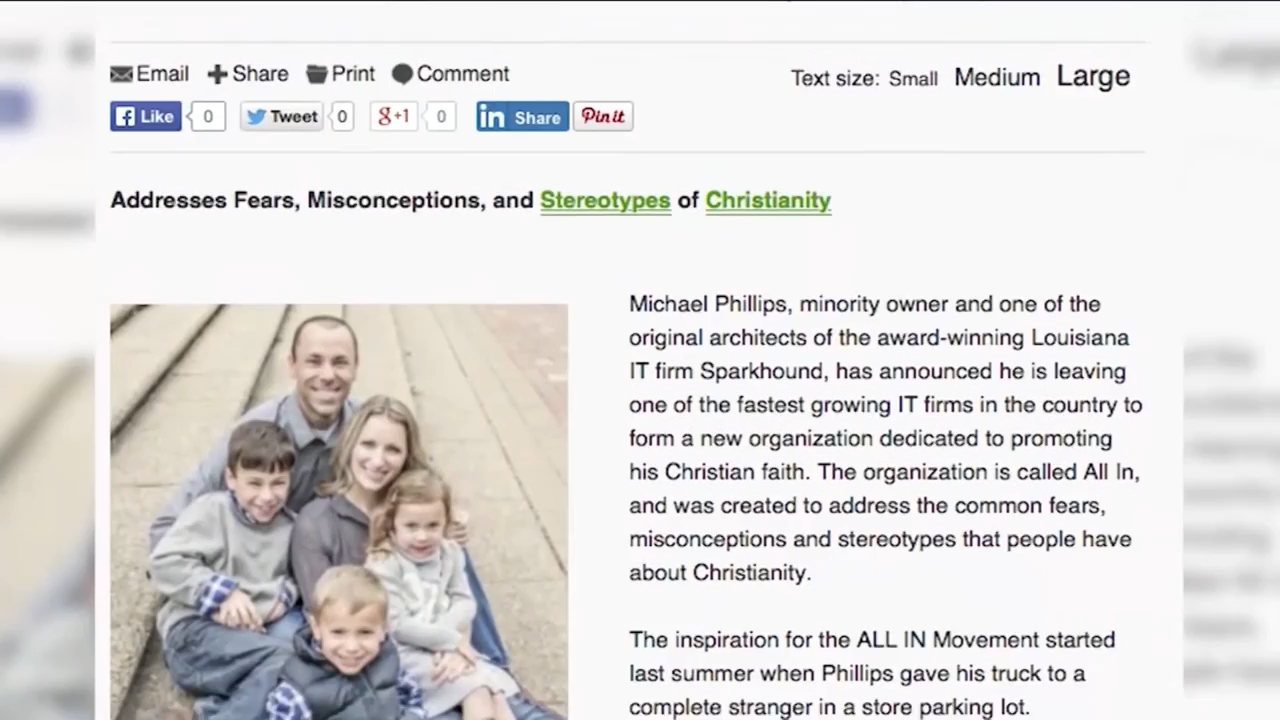 Email Share Print Comment
Text size: Small Medium Large
Like 0 Tweet 0 g+1 0 in Share Pin it
Addresses Fears, Misconceptions, and Stereotypes of Christianity
Michael Phillips, minority owner and one of the
original architects of the award-winning Louisiana
IT firm Sparkhound, has announced he is leaving
one of the fastest growing IT firms in the country to
form a new organization dedicated to promoting
his Christian faith. The organization is called All In,
and was created to address the common fears,
misconceptions and stereotypes that people have
about Christianity.
The inspiration for the ALL IN Movement started
last summer when Phillips gave his truck to a
complete stranger in a store parking lot.